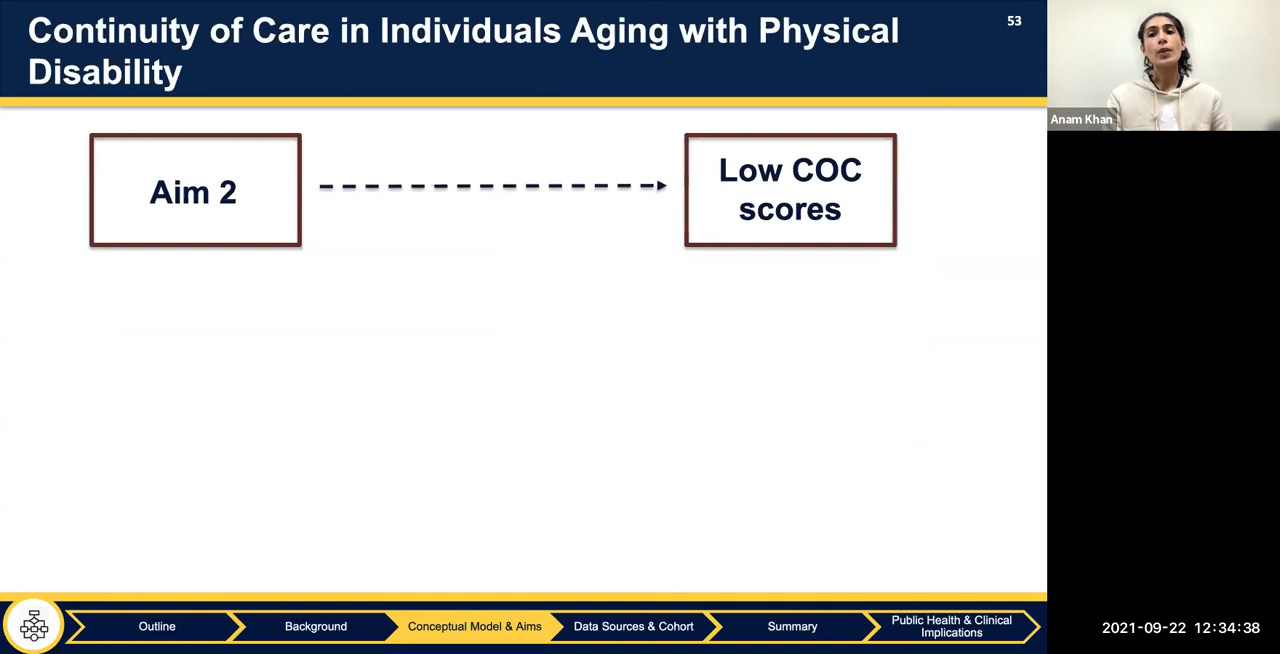 Continuity of Care in Individuals Aging with Physical
Disability
53
Anam Khan
Aim 2
Low COC
scores
Outline
Background
Conceptual Model & Aims
Data Sources & Cohort
Summary
Public Health & Clinical
Implications
2021-09-22 12:34:38